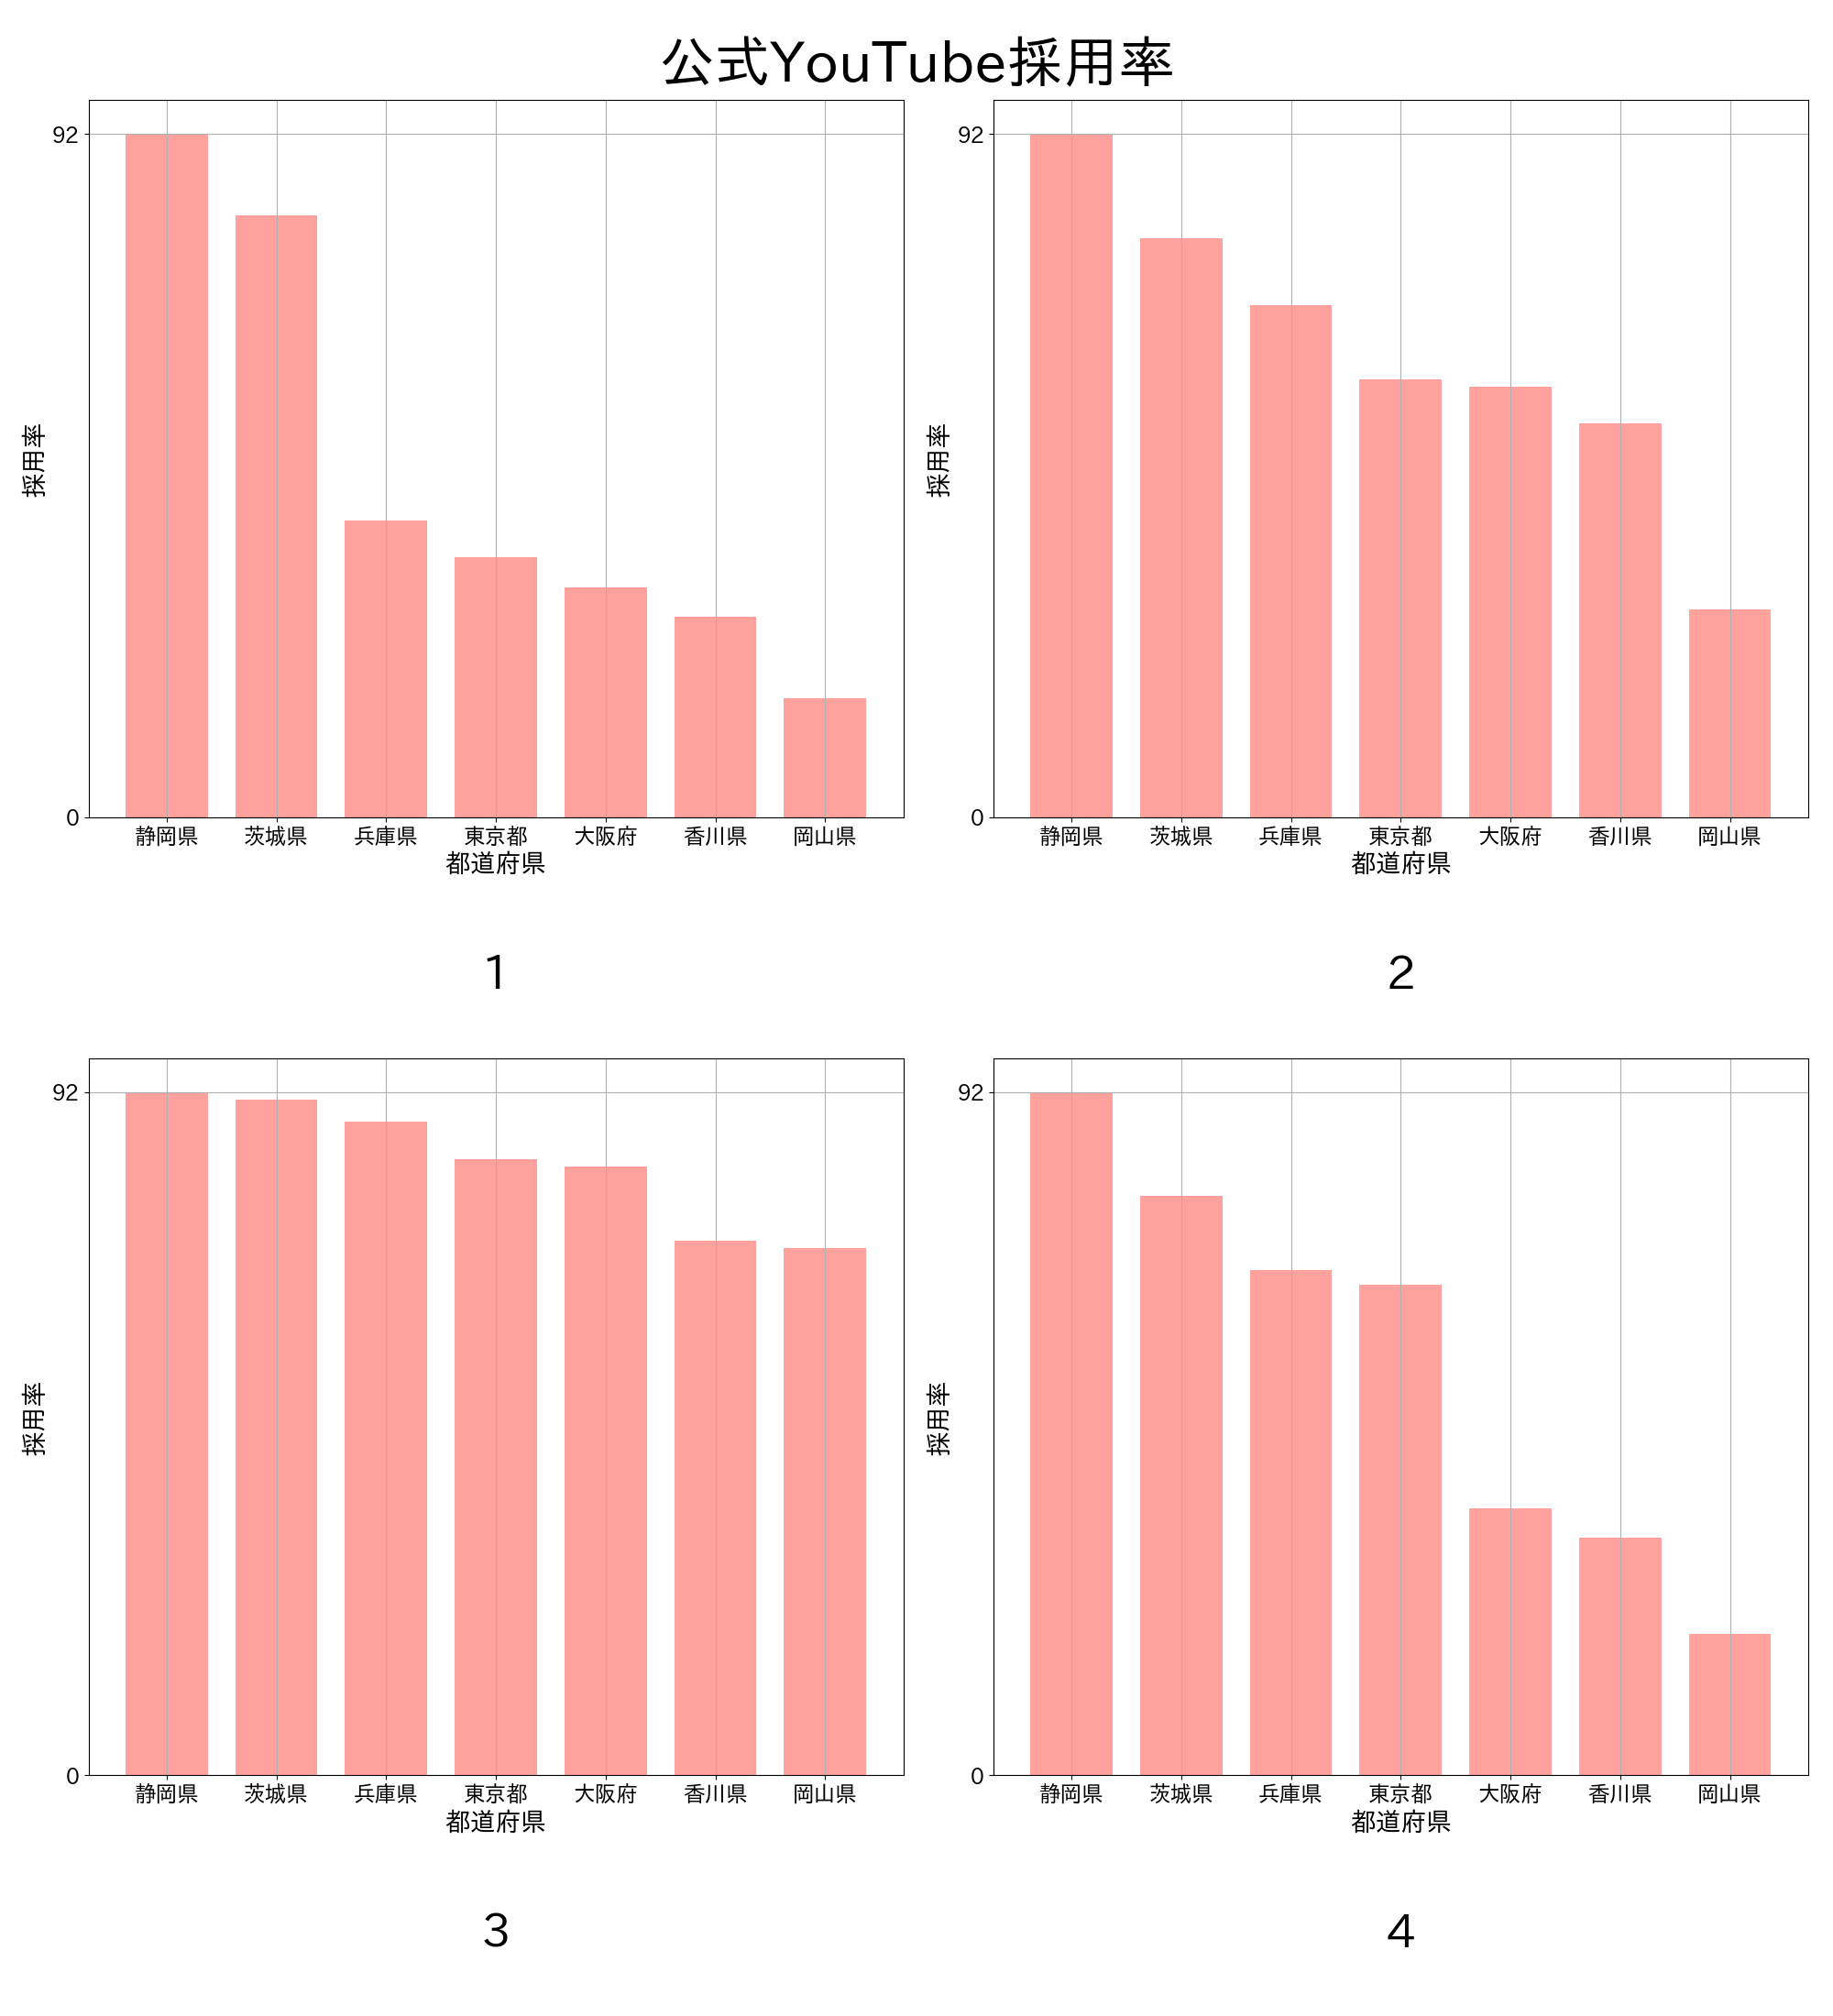 公式YouTube採用率
92
0
採用率
静岡県 茨城県 兵庫県 東京都 大阪府 香川県 岡山県
都道府県
1
92
0
採用率
静岡県 茨城県 兵庫県 東京都 大阪府 香川県 岡山県
都道府県
2
92
0
採用率
静岡県 茨城県 兵庫県 東京都 大阪府 香川県 岡山県
都道府県
3
92
0
採用率
静岡県 茨城県 兵庫県 東京都 大阪府 香川県 岡山県
都道府県
4